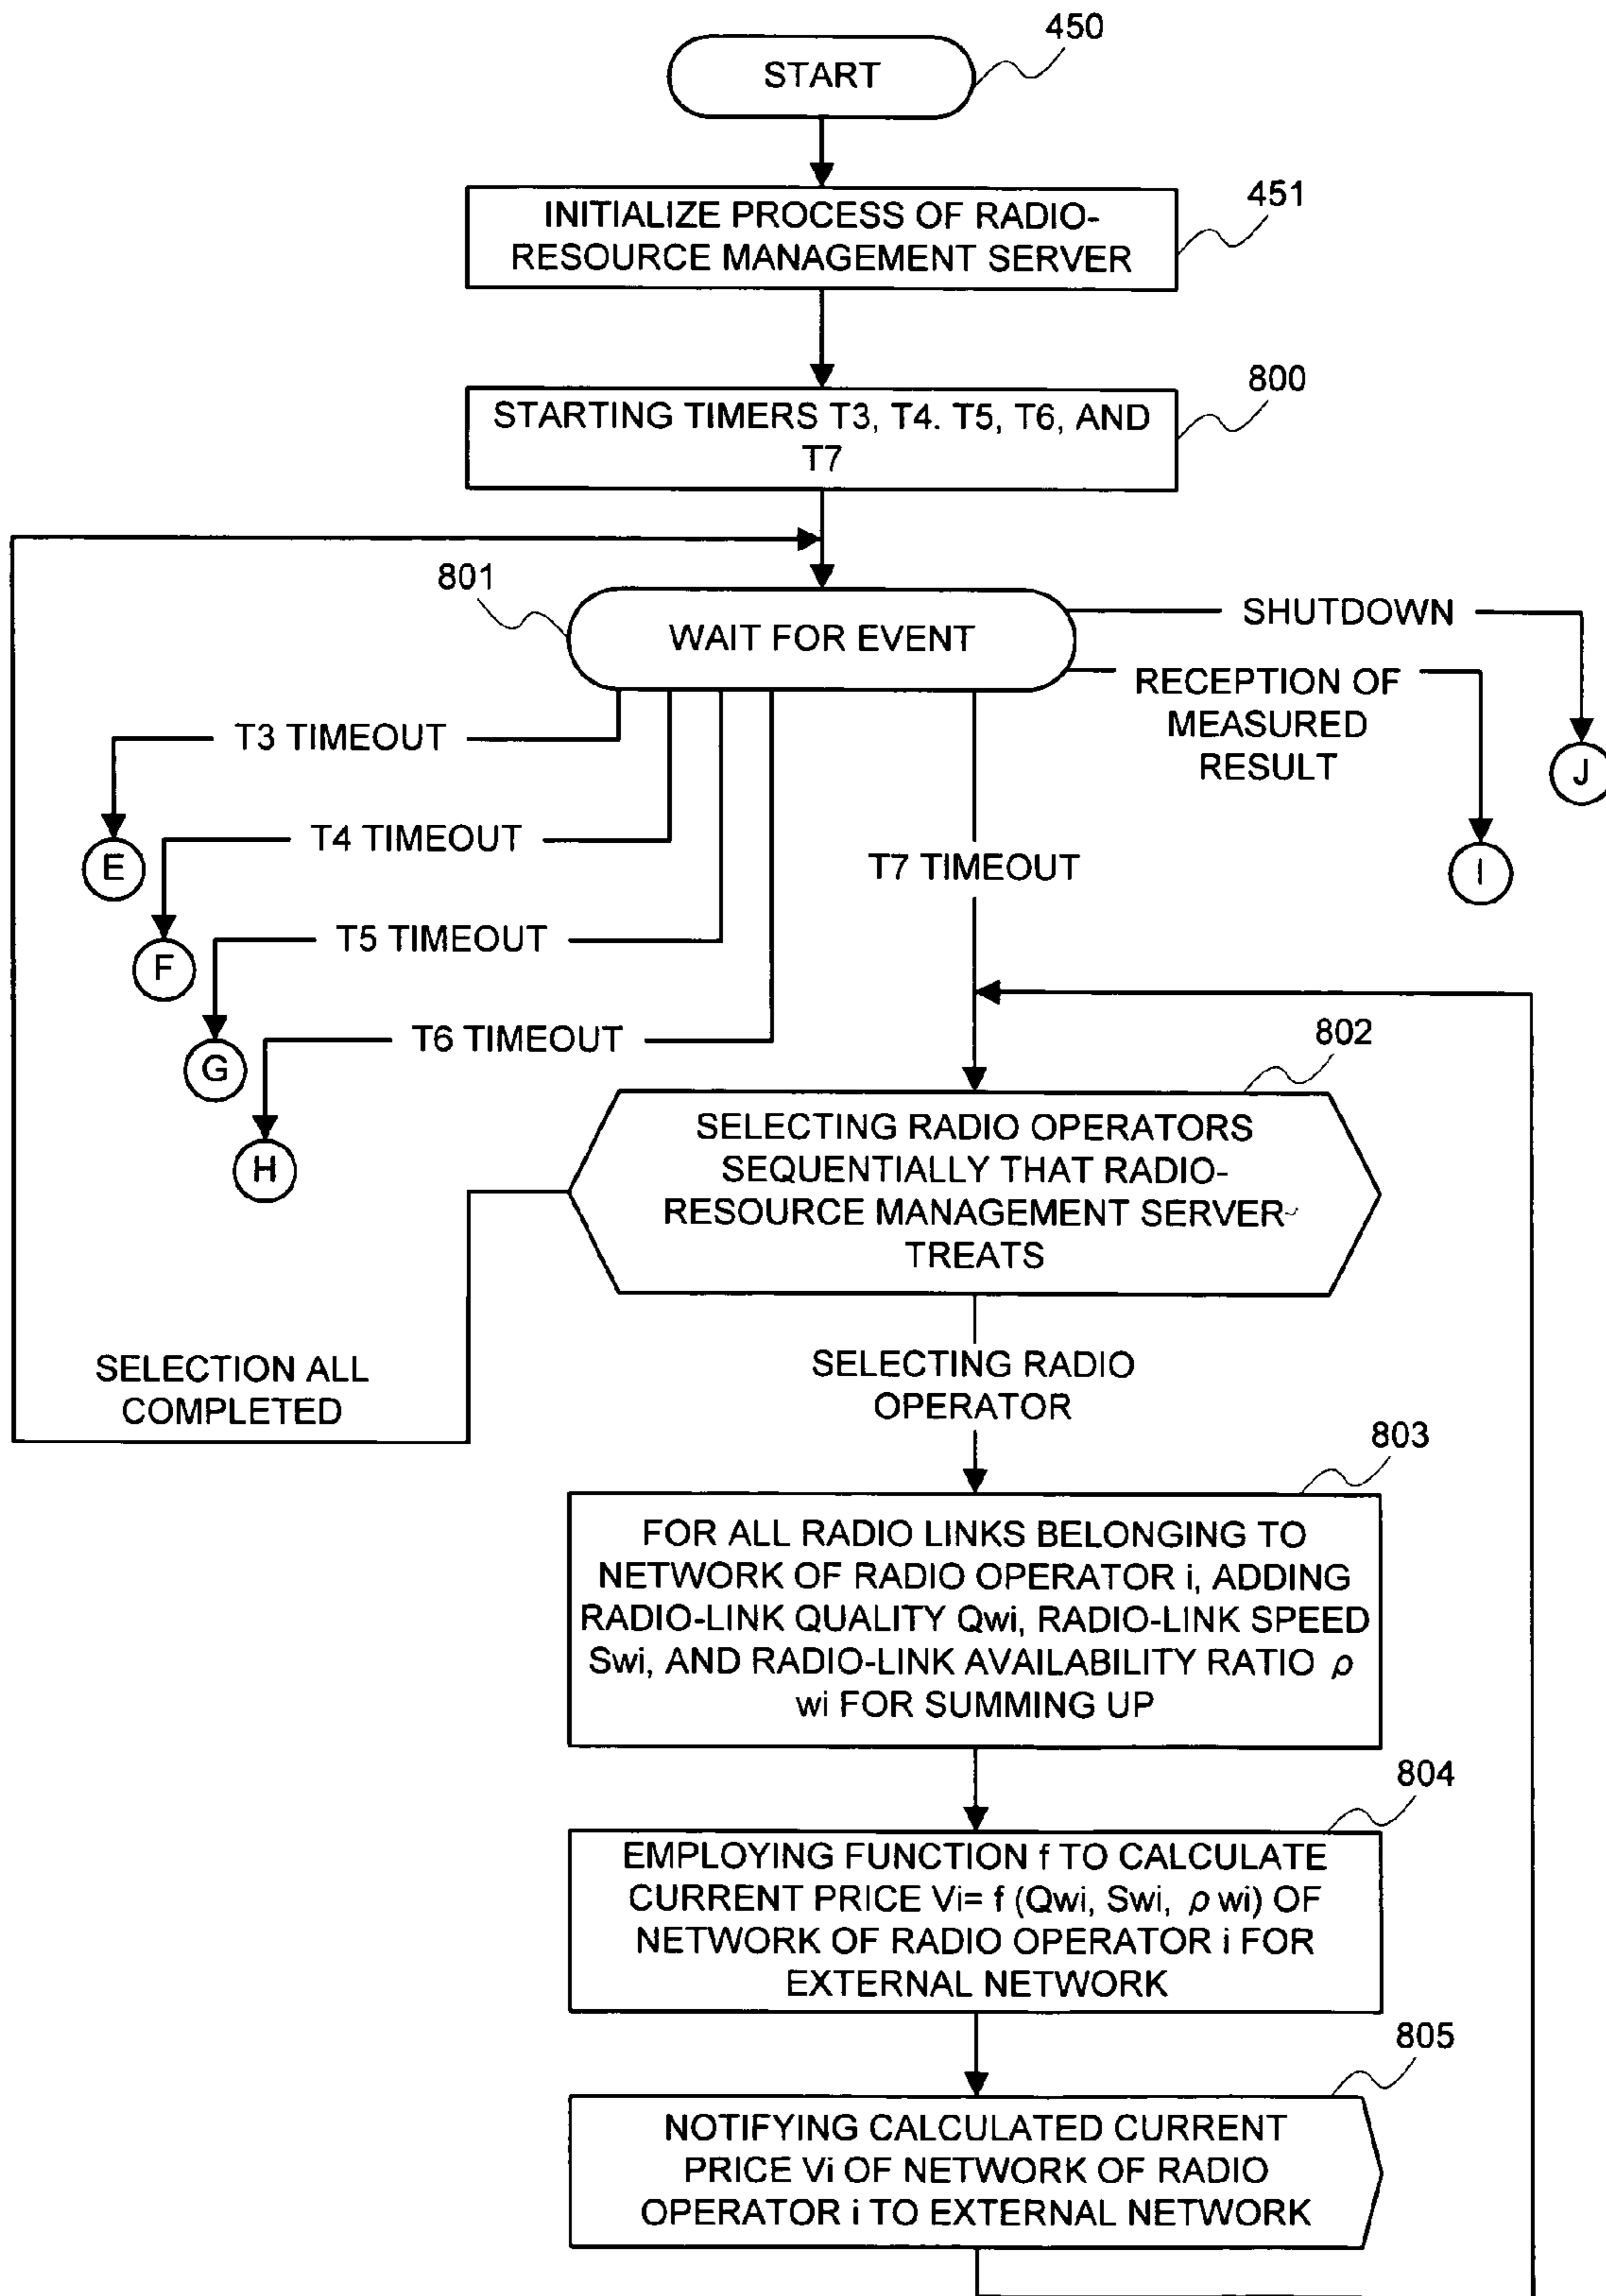 450
START
451
INITIALIZE PROCESS OF RADIO-
RESOURCE MANAGEMENT SERVER
800
STARTING TIMERS T3, T4. T5, T6, AND
T7
801
WAIT FOR EVENT
SHUTDOWN
RECEPTION OF
MEASURED
RESULT
J
I
T3 TIMEOUT
E
T4 TIMEOUT
F
T5 TIMEOUT
G
T6 TIMEOUT
H
T7 TIMEOUT
802
SELECTING RADIO OPERATORS
SEQUENTIALLY THAT RADIO-
RESOURCE MANAGEMENT SERVER
TREATS
SELECTION ALL
COMPLETED
SELECTING RADIO
OPERATOR
803
FOR ALL RADIO LINKS BELONGING TO
NETWORK OF RADIO OPERATOR i, ADDING
RADIO-LINK QUALITY Qwi, RADIO-LINK SPEED
Swi, AND RADIO-LINK AVAILABILITY RATIO ρ
wi FOR SUMMING UP
804
EMPLOYING FUNCTION f TO CALCULATE
CURRENT PRICE Vi= f (Qwi, Swi, ρ wi) OF
NETWORK OF RADIO OPERATOR i FOR
EXTERNAL NETWORK
805
NOTIFYING CALCULATED CURRENT
PRICE Vi OF NETWORK OF RADIO
OPERATOR i TO EXTERNAL NETWORK